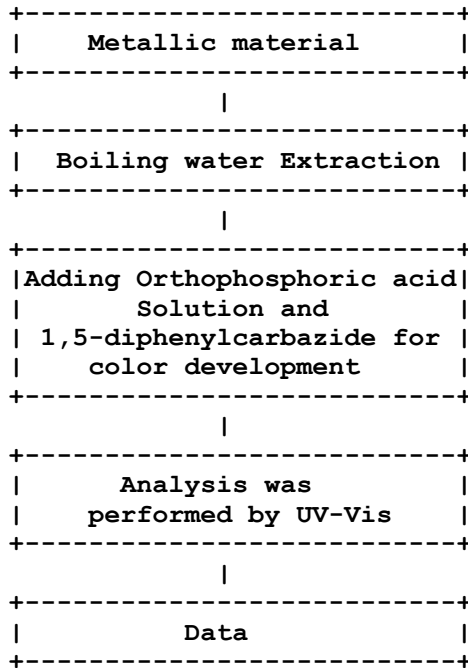 Metallic material
Boiling water Extraction
Adding Orthophosphoric acid
Solution and
1,5-diphenylcarbazide for
color development
Analysis was
performed by UV-Vis
Data